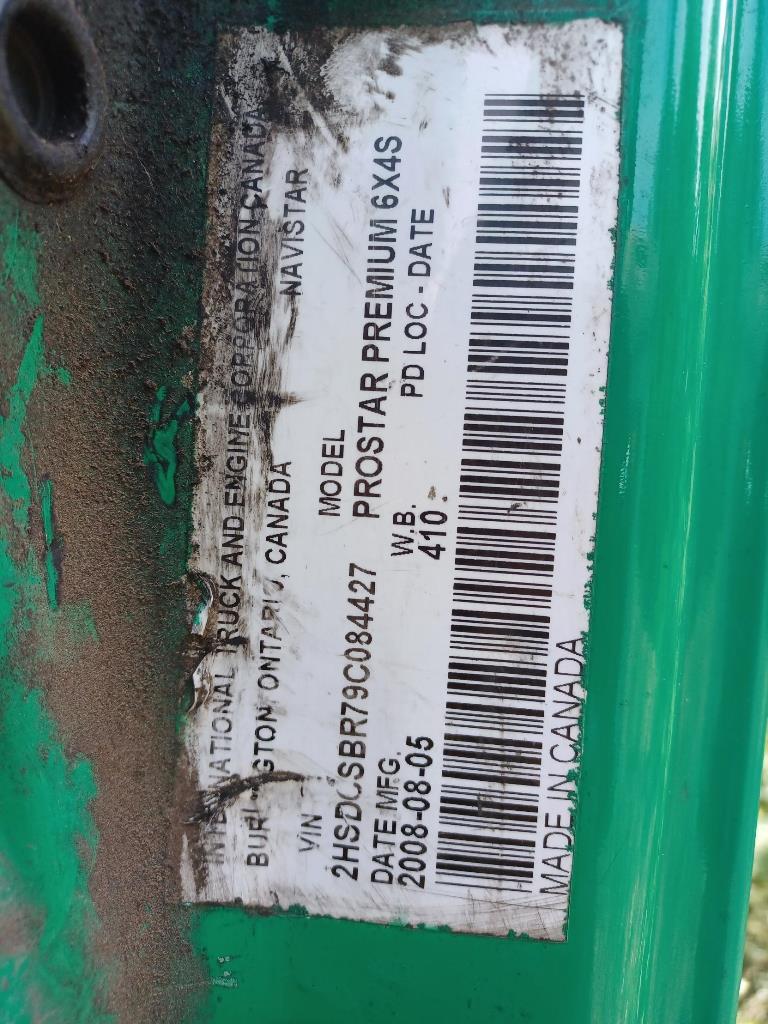 INTERNATIONAL TRUCK AND ENGINE CORPORATION CANADA
BURLINGTON, ONTARIO, CANADA NAVISTAR
VIN MODEL
2HSDCSBR79C084427 PROSTAR PREMIUM 6X4S
DATE MFG. W.B. PD LOC - DATE
2008-08-05 410
MADE IN CANADA